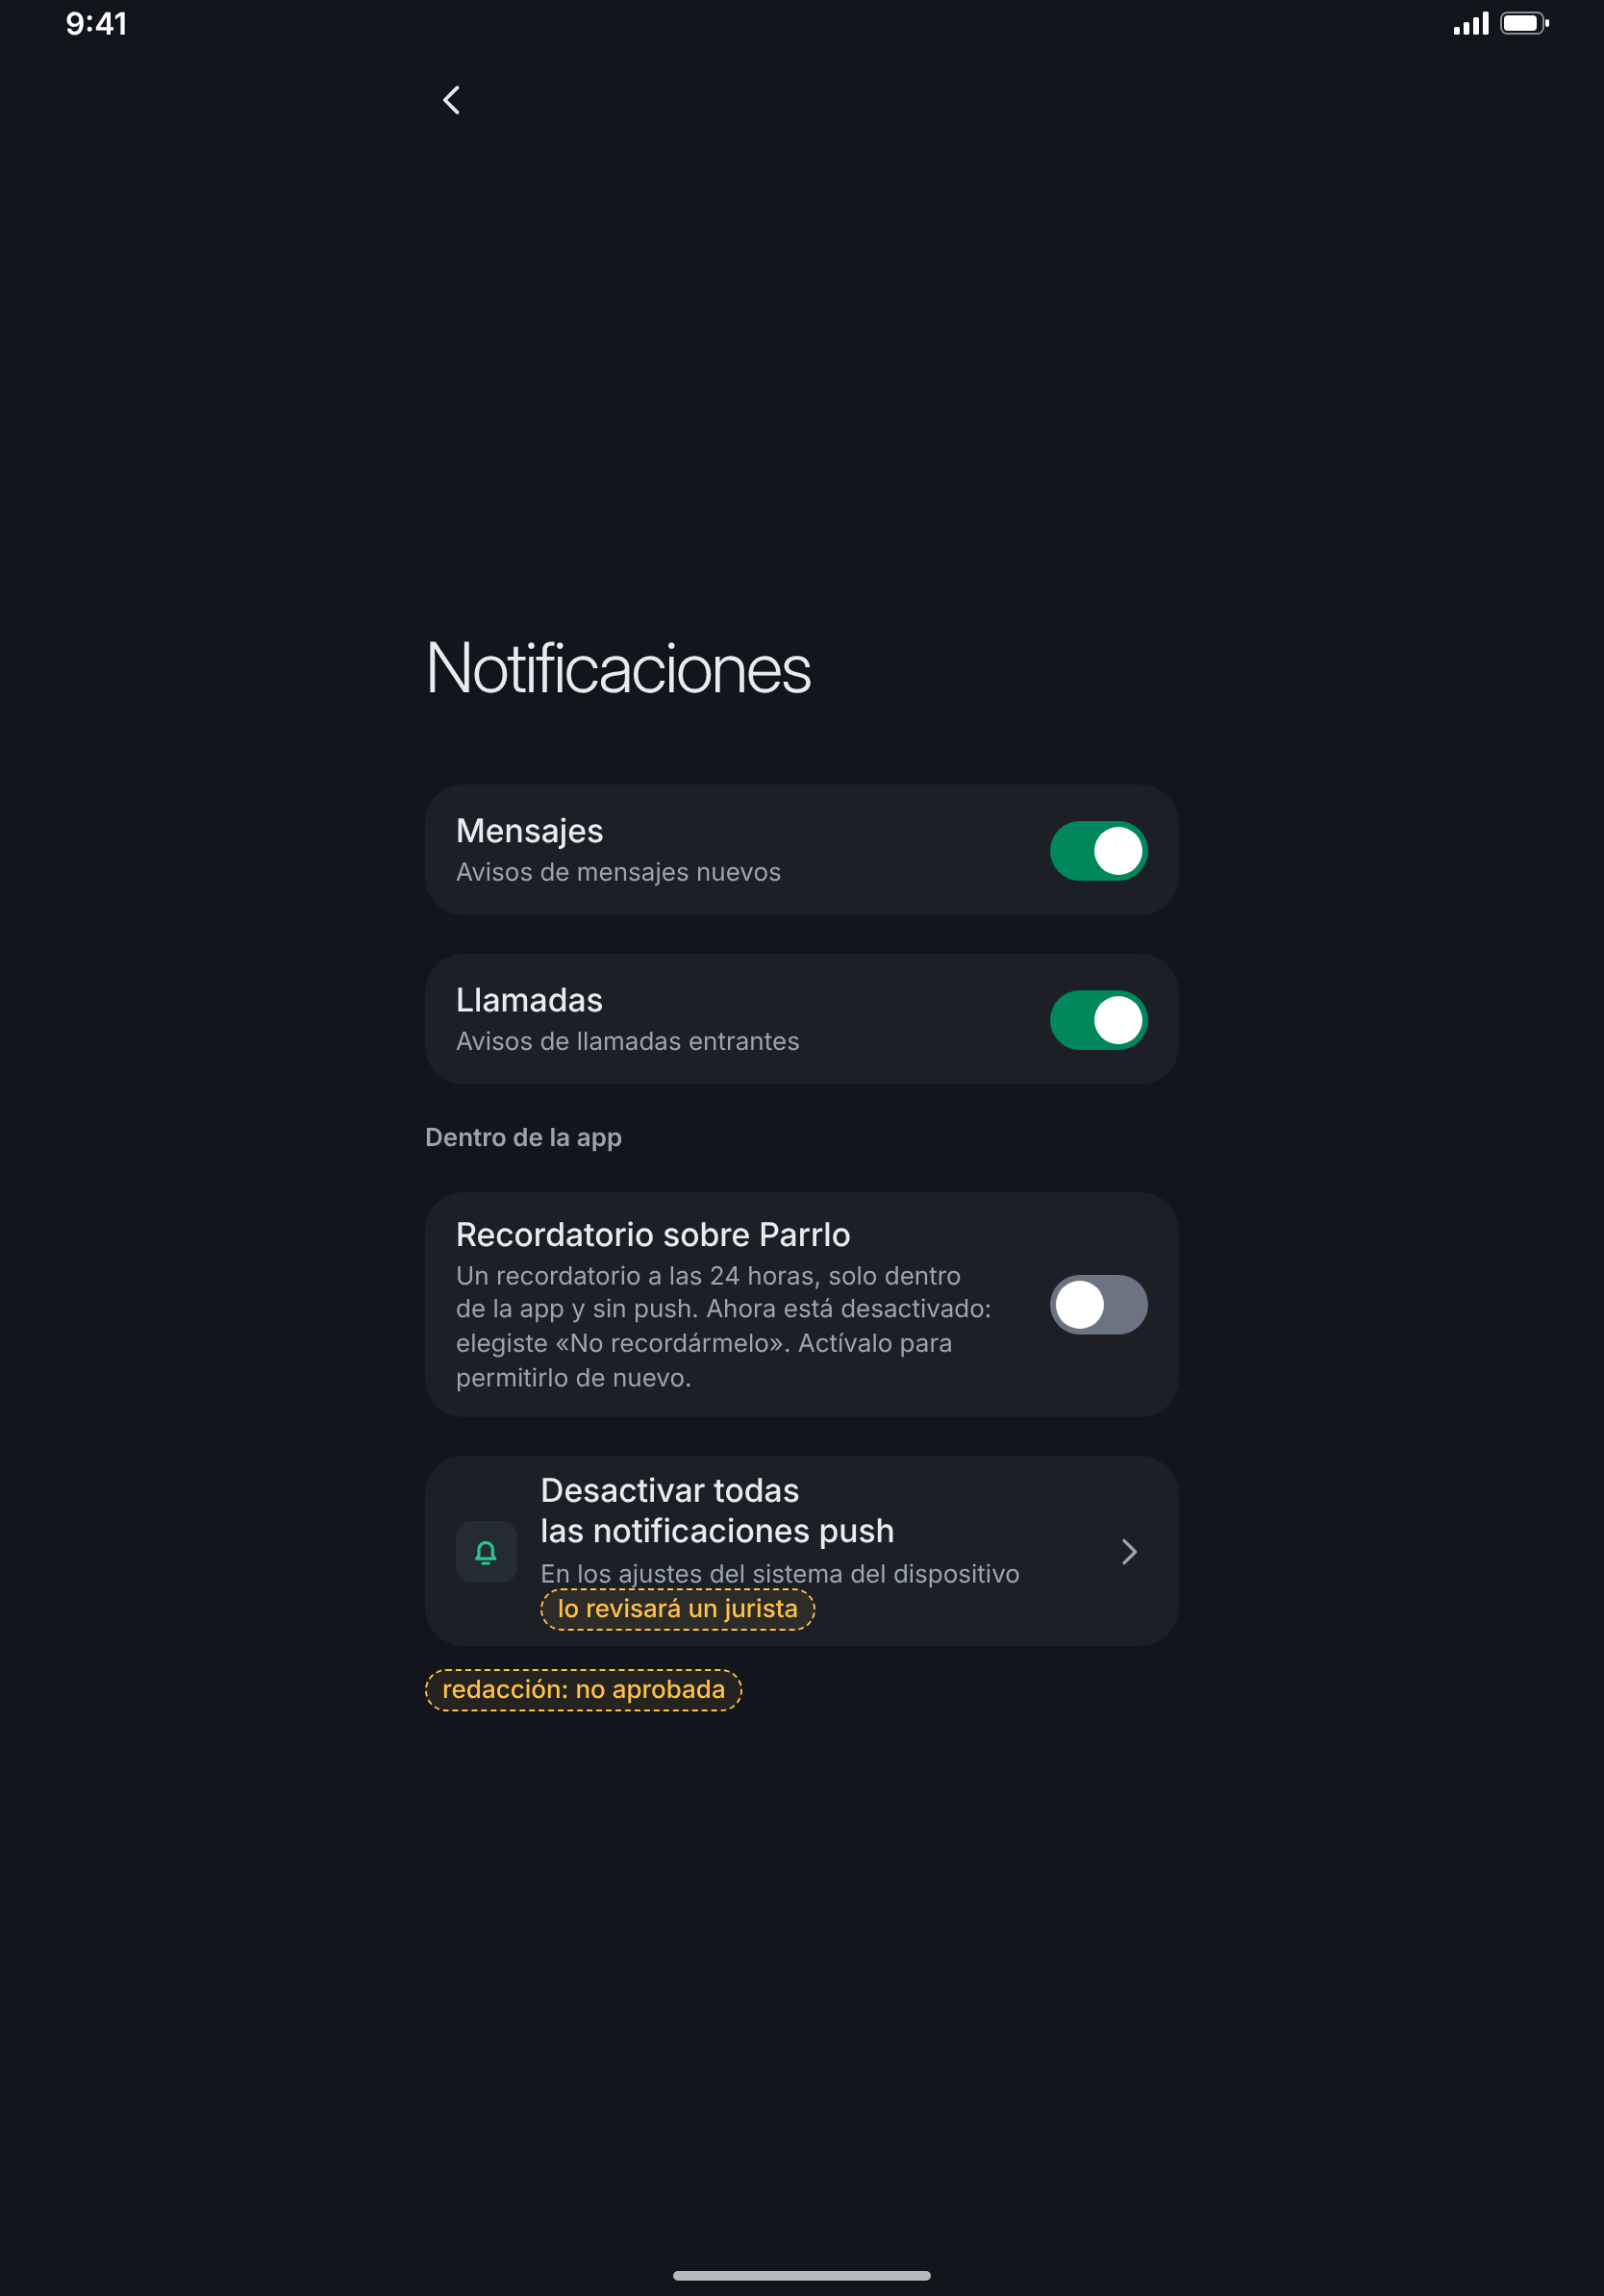 9:41
Notificaciones
Mensajes
Avisos de mensajes nuevos
Llamadas
Avisos de llamadas entrantes
Dentro de la app
Recordatorio sobre Parrlo
Un recordatorio a las 24 horas, solo dentro
de la app y sin push. Ahora está desactivado:
elegiste «No recordármelo». Actívalo para
permitirlo de nuevo.
Desactivar todas
las notificaciones push
En los ajustes del sistema del dispositivo
lo revisará un jurista
redacción: no aprobada